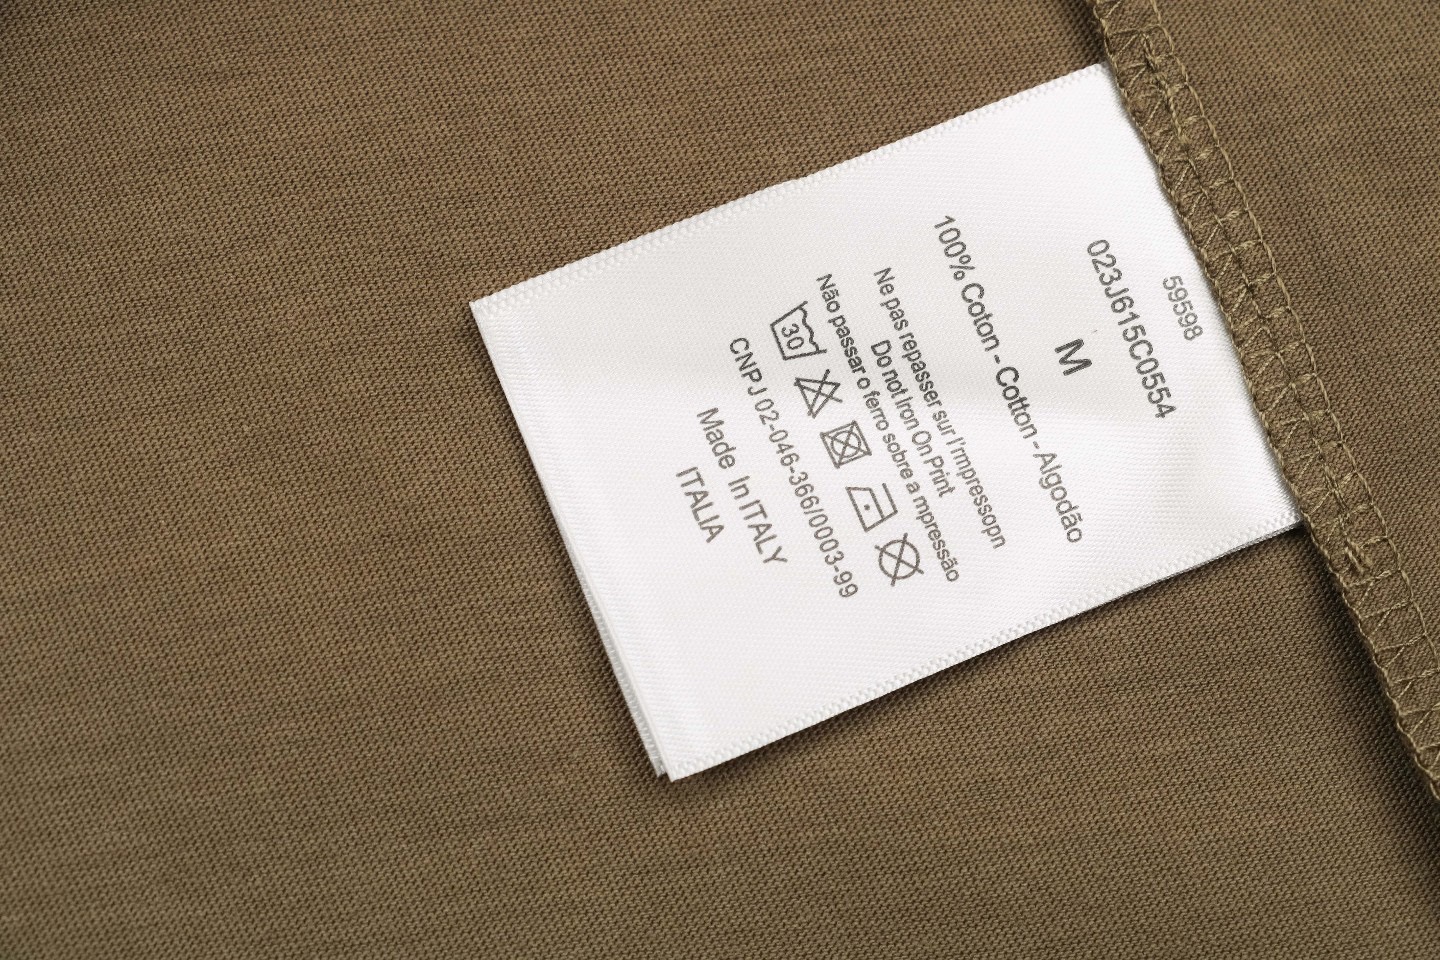 59598
023J615C0554
M
100% Coton - Cotton - Algodão
Ne pas repasser sur I'mpressopn
Do not Iron On Print
Não passar o ferro sobre a mpressão
30
CNPJ 02-046-366/0003-99
Made In ITALY
ITALIA